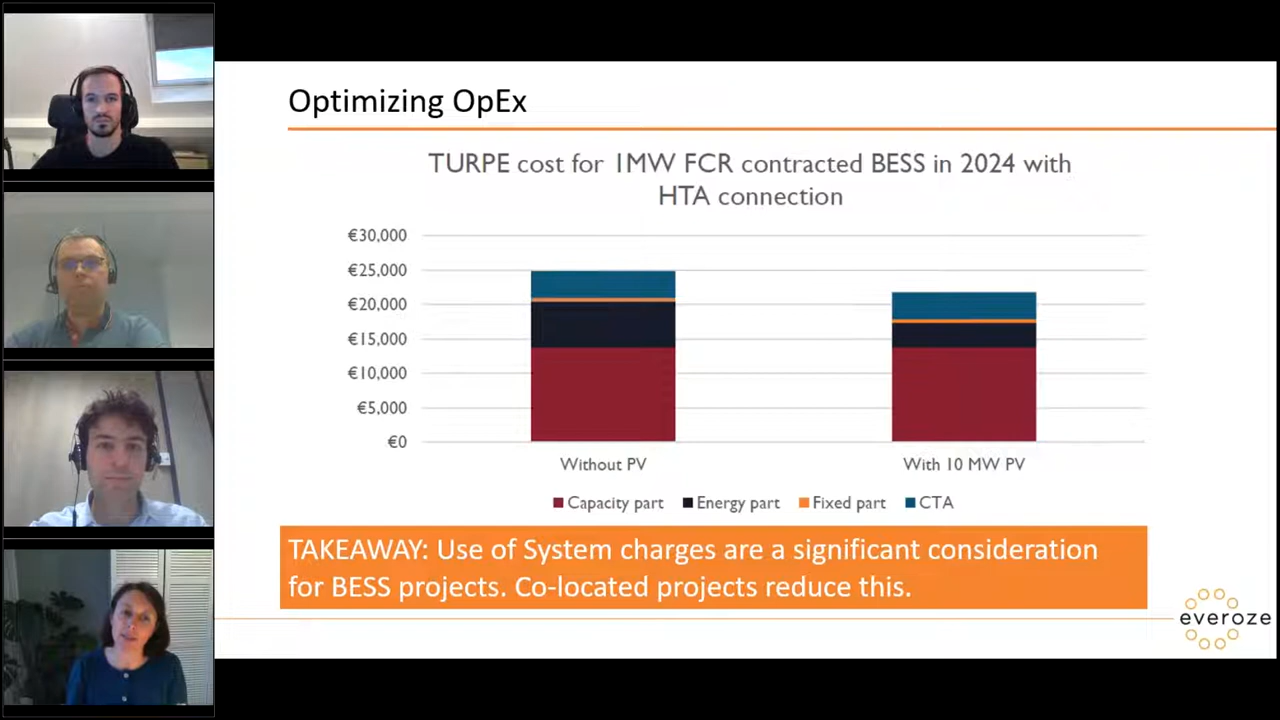 Optimizing OpEx
TURPE cost for 1MW FCR contracted BESS in 2024 with
HTA connection
€30,000
€25,000
€20,000
€15,000
€10,000
€5,000
€0
Without PV
With 10 MW PV
Capacity part
Energy part
Fixed part
CTA
TAKEAWAY: Use of System charges are a significant consideration
for BESS projects. Co-located projects reduce this.
everoze